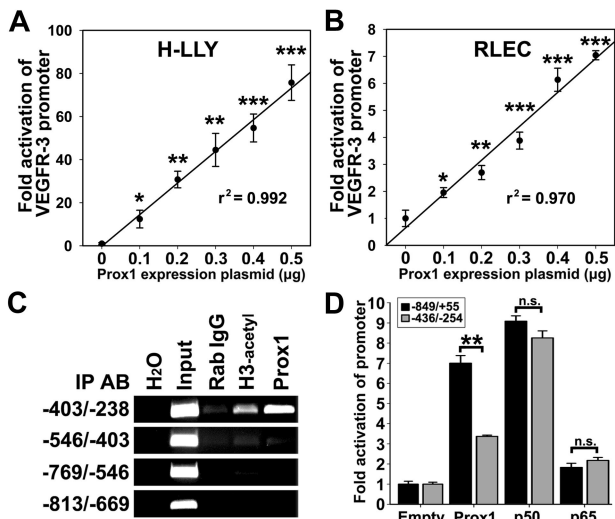 A
H-LLY
Fold activation of
VEGFR-3 promoter
100
80
60
40
20
0
*
**
**
***
***
r² = 0.992
0 0.1 0.2 0.3 0.4 0.5
Prox1 expression plasmid (µg)
B
RLEC
Fold activation of
VEGFR-3 promoter
8
7
6
5
4
3
2
1
0
*
**
***
***
***
r² = 0.970
0 0.1 0.2 0.3 0.4 0.5
Prox1 expression plasmid (µg)
C
IP AB
H₂O
Input
Rab IgG
H3-acetyl
Prox1
-403/-238
-546/-403
-769/-546
-813/-669
D
Fold activation of promoter
10
9
8
7
6
5
4
3
2
1
0
-849/+55
-436/-254
**
n.s.
n.s.
Empty Prox1 p50 p65